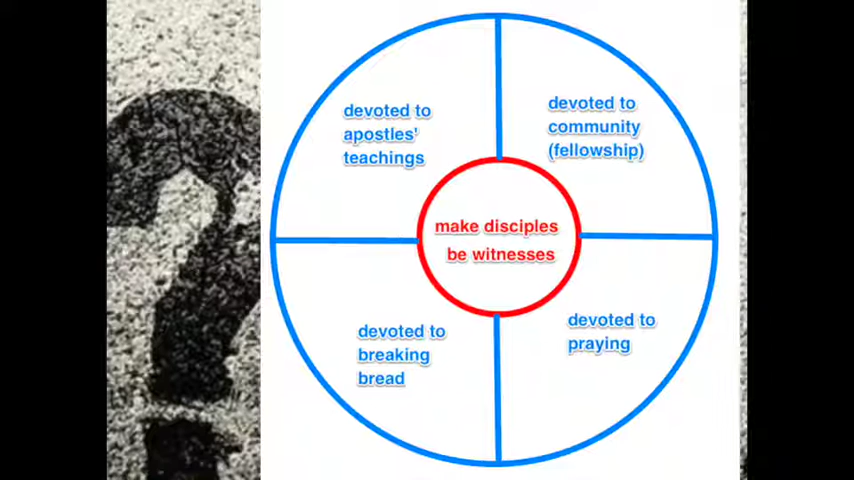 devoted to
apostles'
teachings
devoted to
community
(fellowship)
make disciples
be witnesses
devoted to
breaking
bread
devoted to
praying